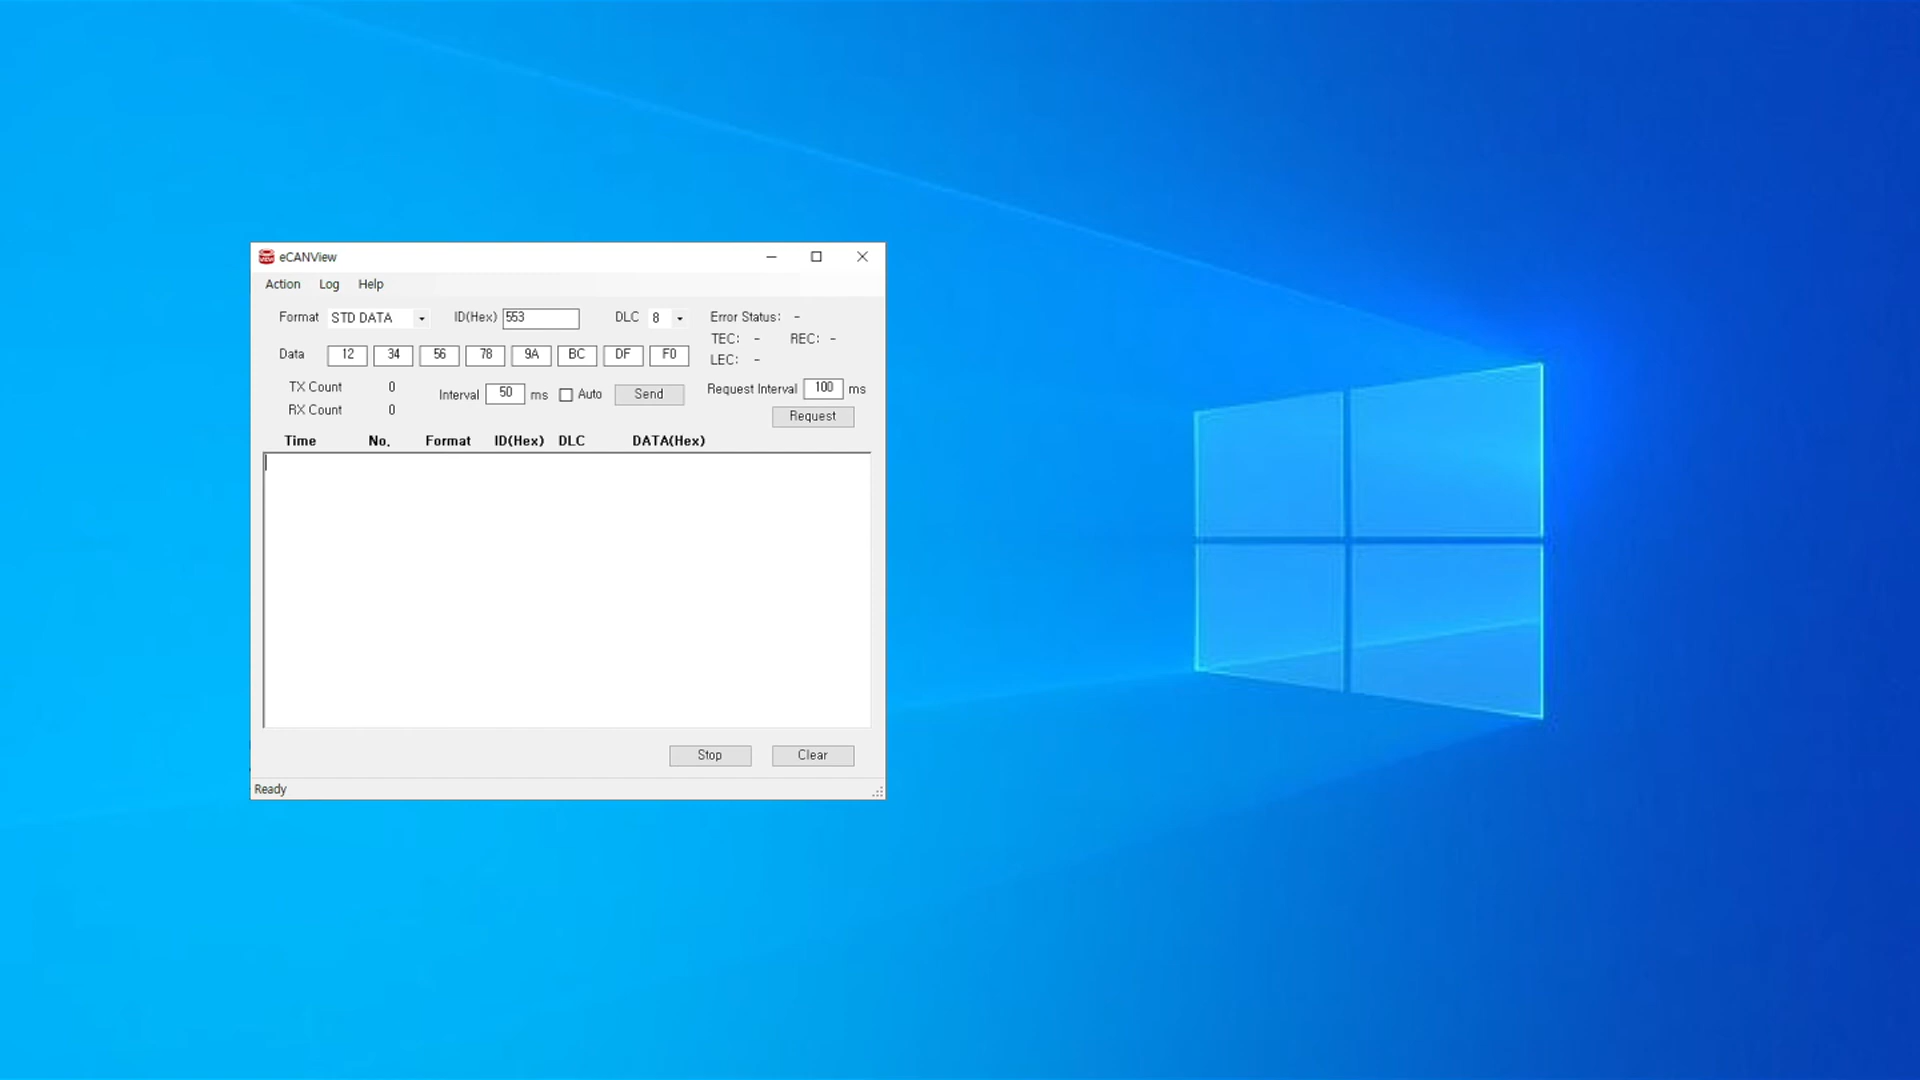 eCANView
Action Log Help
Format STD DATA ID(Hex) 553 DLC 8 Error Status: -
TEC: - REC: -
Data 12 34 56 78 9A BC DF F0
LEC: -
TX Count 0
Interval 50 ms Auto Send Request Interval 100 ms
RX Count 0
Request
Time No. Format ID(Hex) DLC DATA(Hex)
Stop Clear
Ready